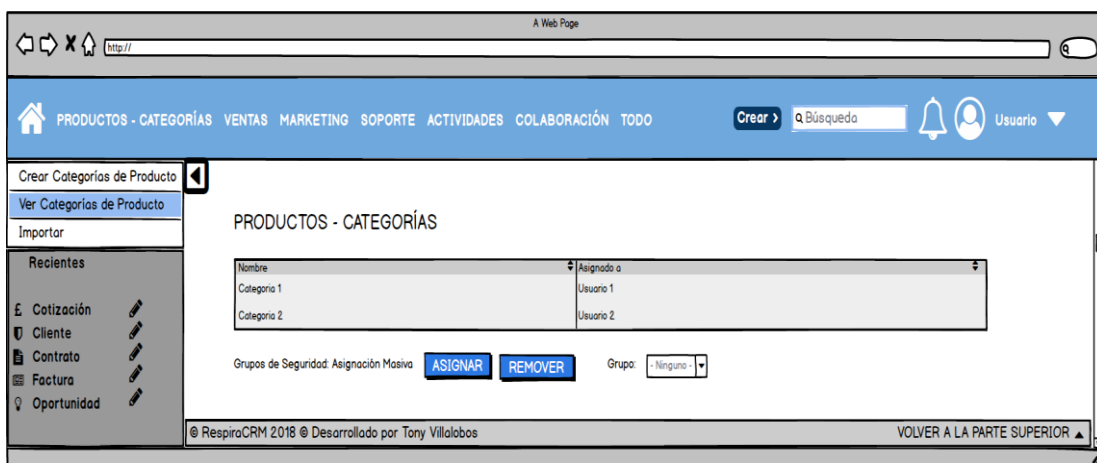 A Web Page
http://
PRODUCTOS - CATEGORÍAS VENTAS MARKETING SOPORTE ACTIVIDADES COLABORACIÓN TODO Crear > Búsqueda Usuario
Crear Categorías de Producto
Ver Categorías de Producto
Importar
Recientes
£ Cotización
Cliente
Contrato
Factura
Oportunidad
PRODUCTOS - CATEGORÍAS
Nombre Asignado a
Categoria 1 Usuario 1
Categoria 2 Usuario 2
Grupos de Seguridad: Asignación Masiva ASIGNAR REMOVER Grupo: - Ninguno -
© RespiraCRM 2018 © Desarrollado por Tony Villalobos VOLVER A LA PARTE SUPERIOR